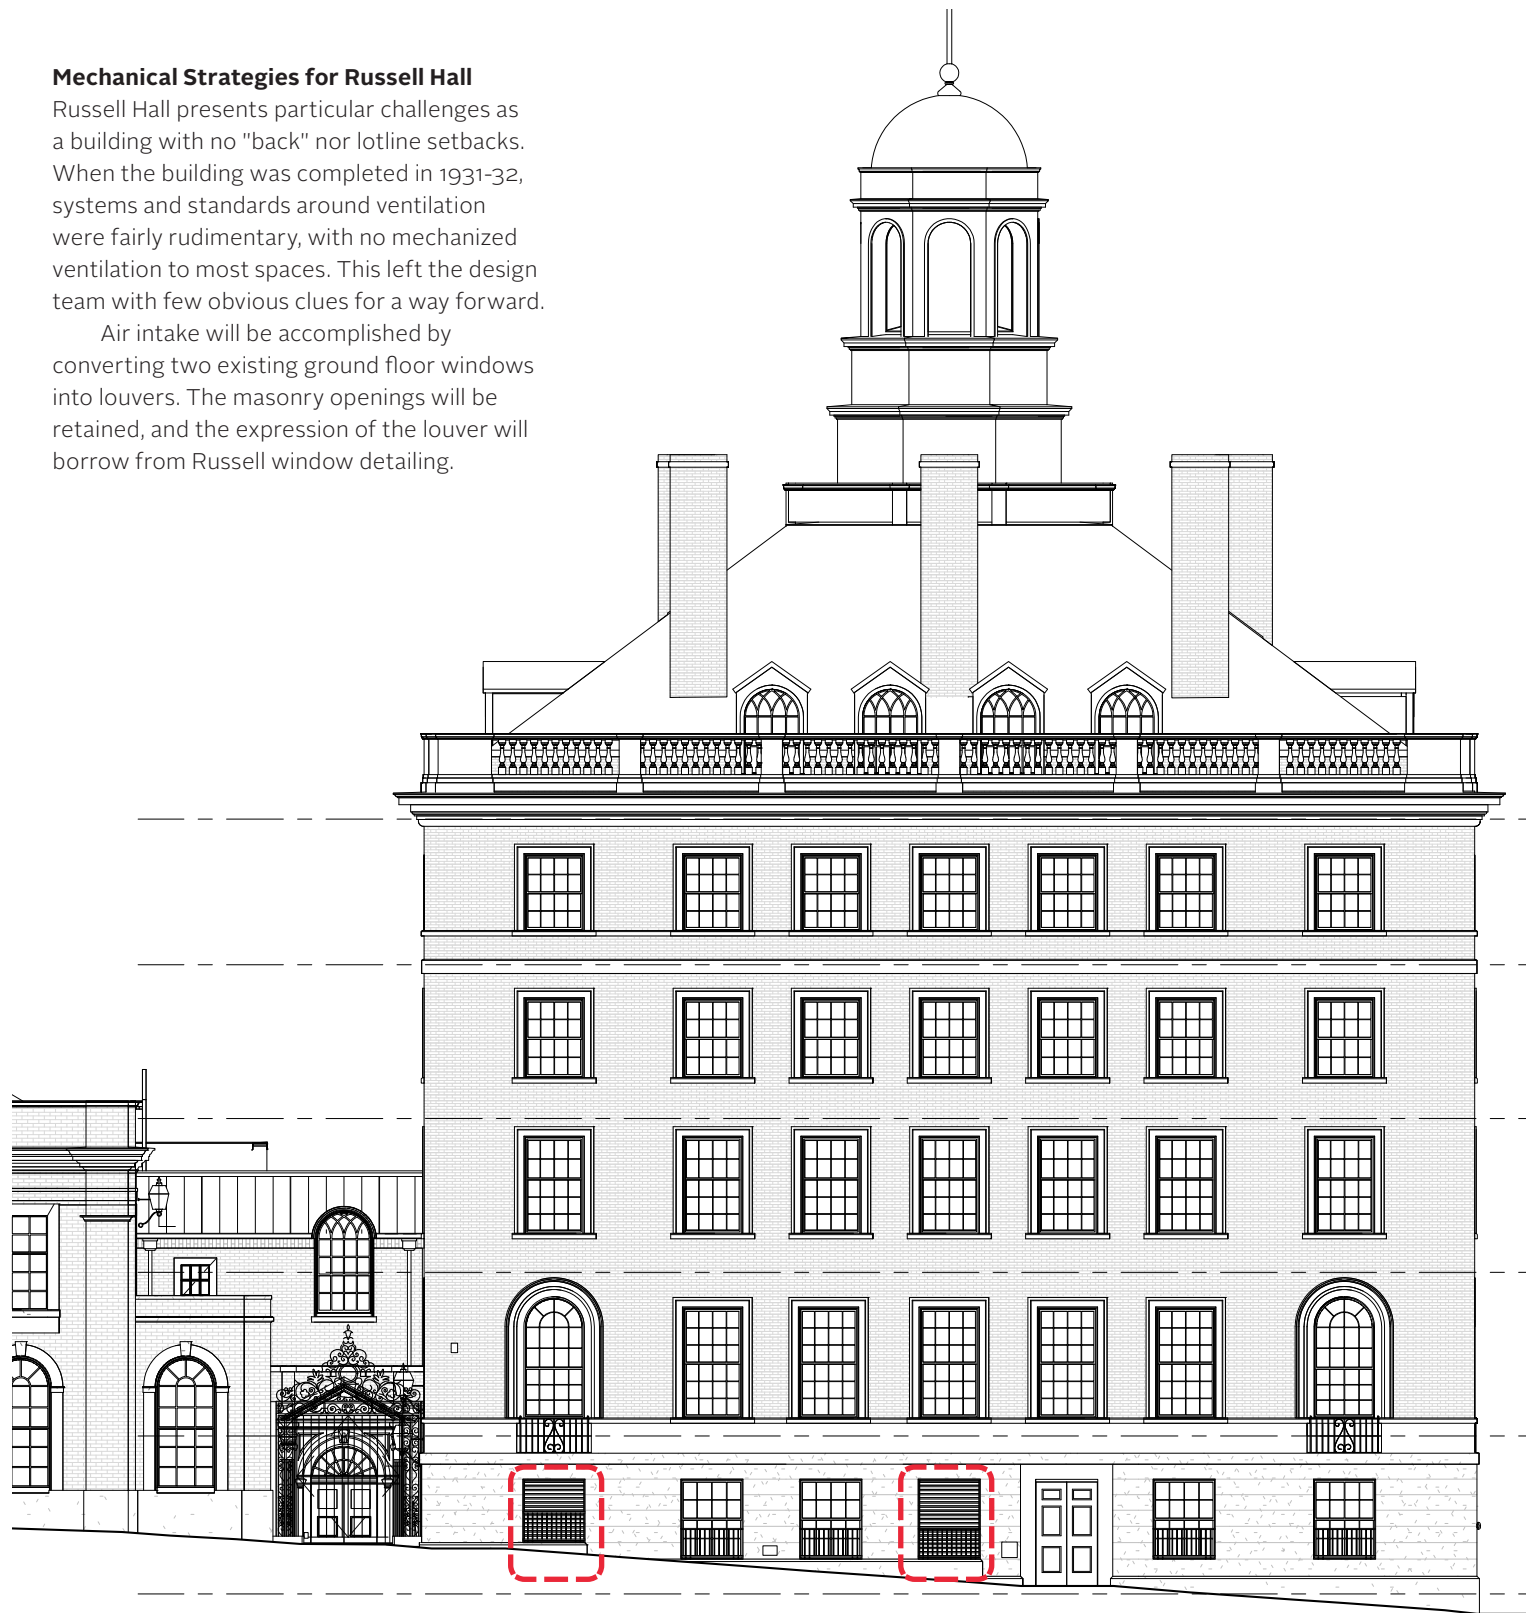 Mechanical Strategies for Russell Hall
Russell Hall presents particular challenges as
a building with no "back" nor lotline setbacks.
When the building was completed in 1931-32,
systems and standards around ventilation
were fairly rudimentary, with no mechanized
ventilation to most spaces. This left the design
team with few obvious clues for a way forward.
Air intake will be accomplished by
converting two existing ground floor windows
into louvers. The masonry openings will be
retained, and the expression of the louver will
borrow from Russell window detailing.